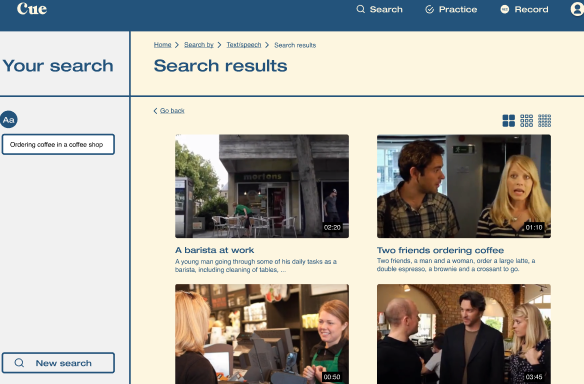 Cue
Search
Practice
Record
Home > Search by > Text/speech > Search results
Your search
Search results
Aa
Go back
Ordering coffee in a coffee shop
mortons
02:20
01:10
A barista at work
A young man going through some of his daily tasks as a
barista, including cleaning of tables, ...
Two friends ordering coffee
Two friends, a man and a woman, order a large latte, a
double espresso, a brownie and a crossant to go.
00:50
03:45
New search